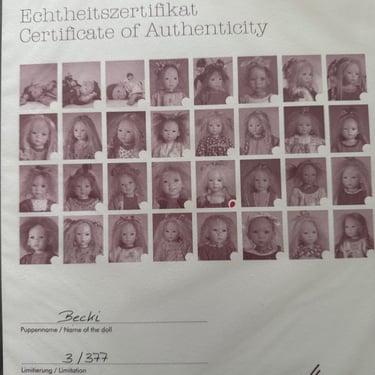 Echtheitszertifikat
Certificate of Authenticity
Becki
Puppenname / Name of the doll
3/377
Limitierung / Limitation